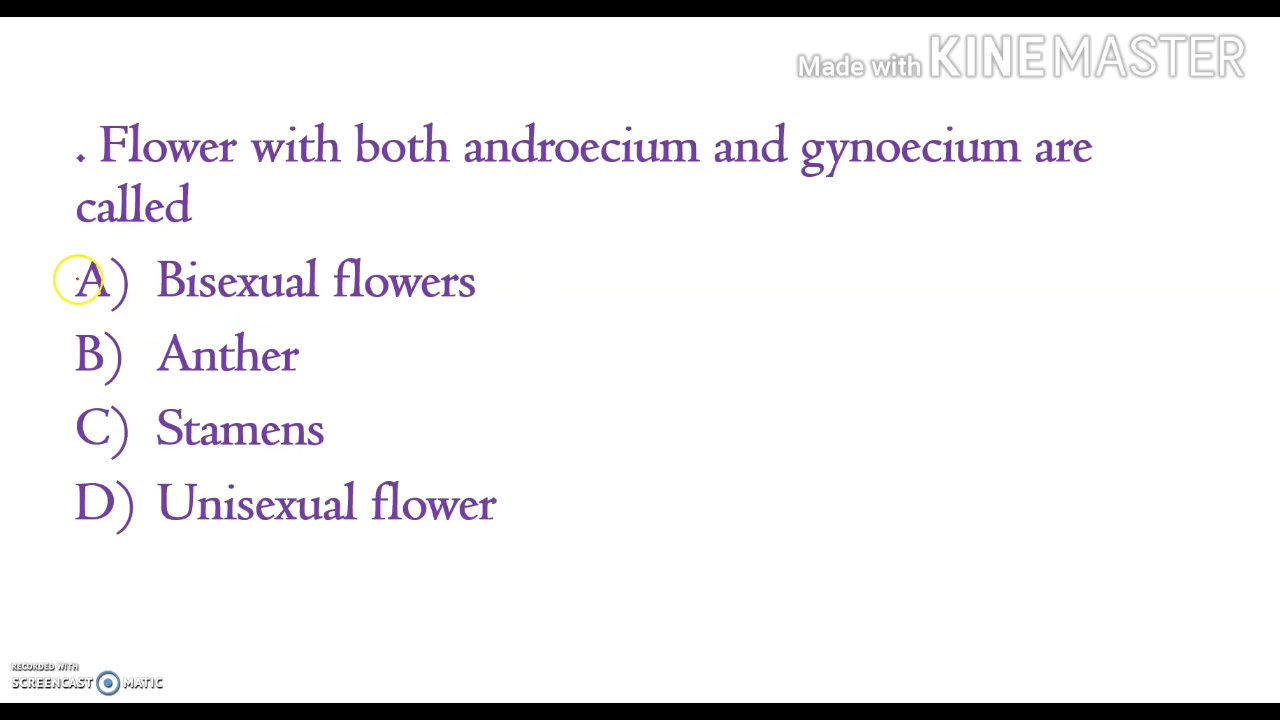 Made with KINEMASTER
. Flower with both androecium and gynoecium are
called
A) Bisexual flowers
B) Anther
C) Stamens
D) Unisexual flower
RECORDED WITH
SCREENCAST MATIC